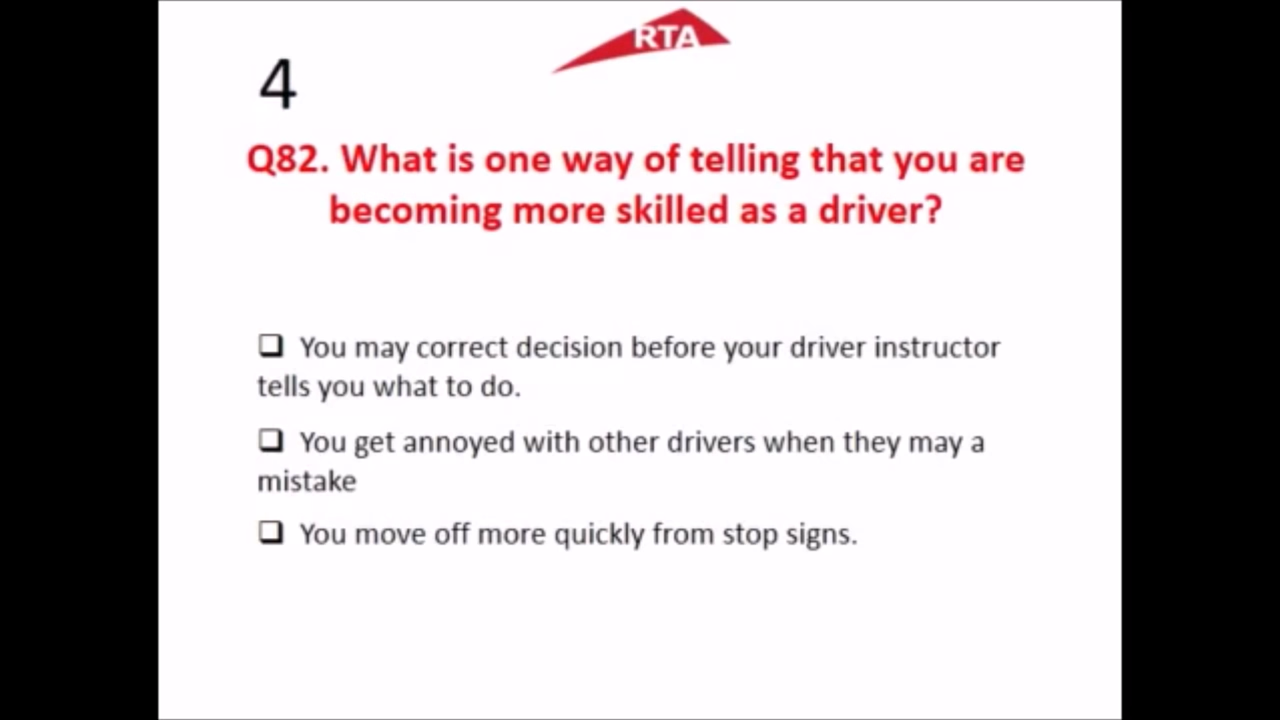 RTA
4
Q82. What is one way of telling that you are
becoming more skilled as a driver?
You may correct decision before your driver instructor
tells you what to do.
You get annoyed with other drivers when they may a
mistake
You move off more quickly from stop signs.